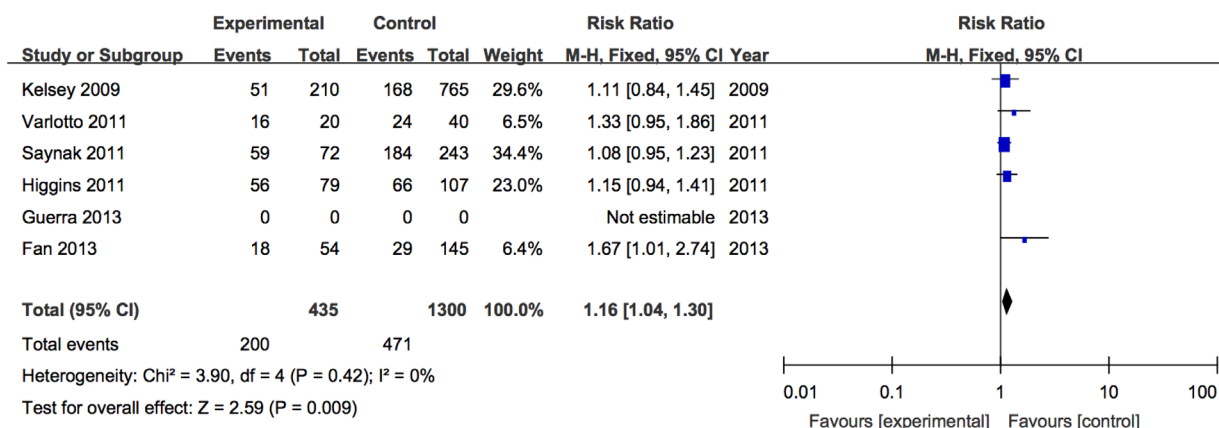 Experimental Control Risk Ratio Risk Ratio
Study or Subgroup Events Total Events Total Weight M-H, Fixed, 95% CI Year M-H, Fixed, 95% CI
Kelsey 2009 51 210 168 765 29.6% 1.11 [0.84, 1.45] 2009
Varlotto 2011 16 20 24 40 6.5% 1.33 [0.95, 1.86] 2011
Saynak 2011 59 72 184 243 34.4% 1.08 [0.95, 1.23] 2011
Higgins 2011 56 79 66 107 23.0% 1.15 [0.94, 1.41] 2011
Guerra 2013 0 0 0 0 Not estimable 2013
Fan 2013 18 54 29 145 6.4% 1.67 [1.01, 2.74] 2013
Total (95% CI) 435 1300 100.0% 1.16 [1.04, 1.30]
Total events 200 471
Heterogeneity: Chi² = 3.90, df = 4 (P = 0.42); I² = 0%
Test for overall effect: Z = 2.59 (P = 0.009)
0.01 0.1 1 10 100
Favours [experimental] Favours [control]